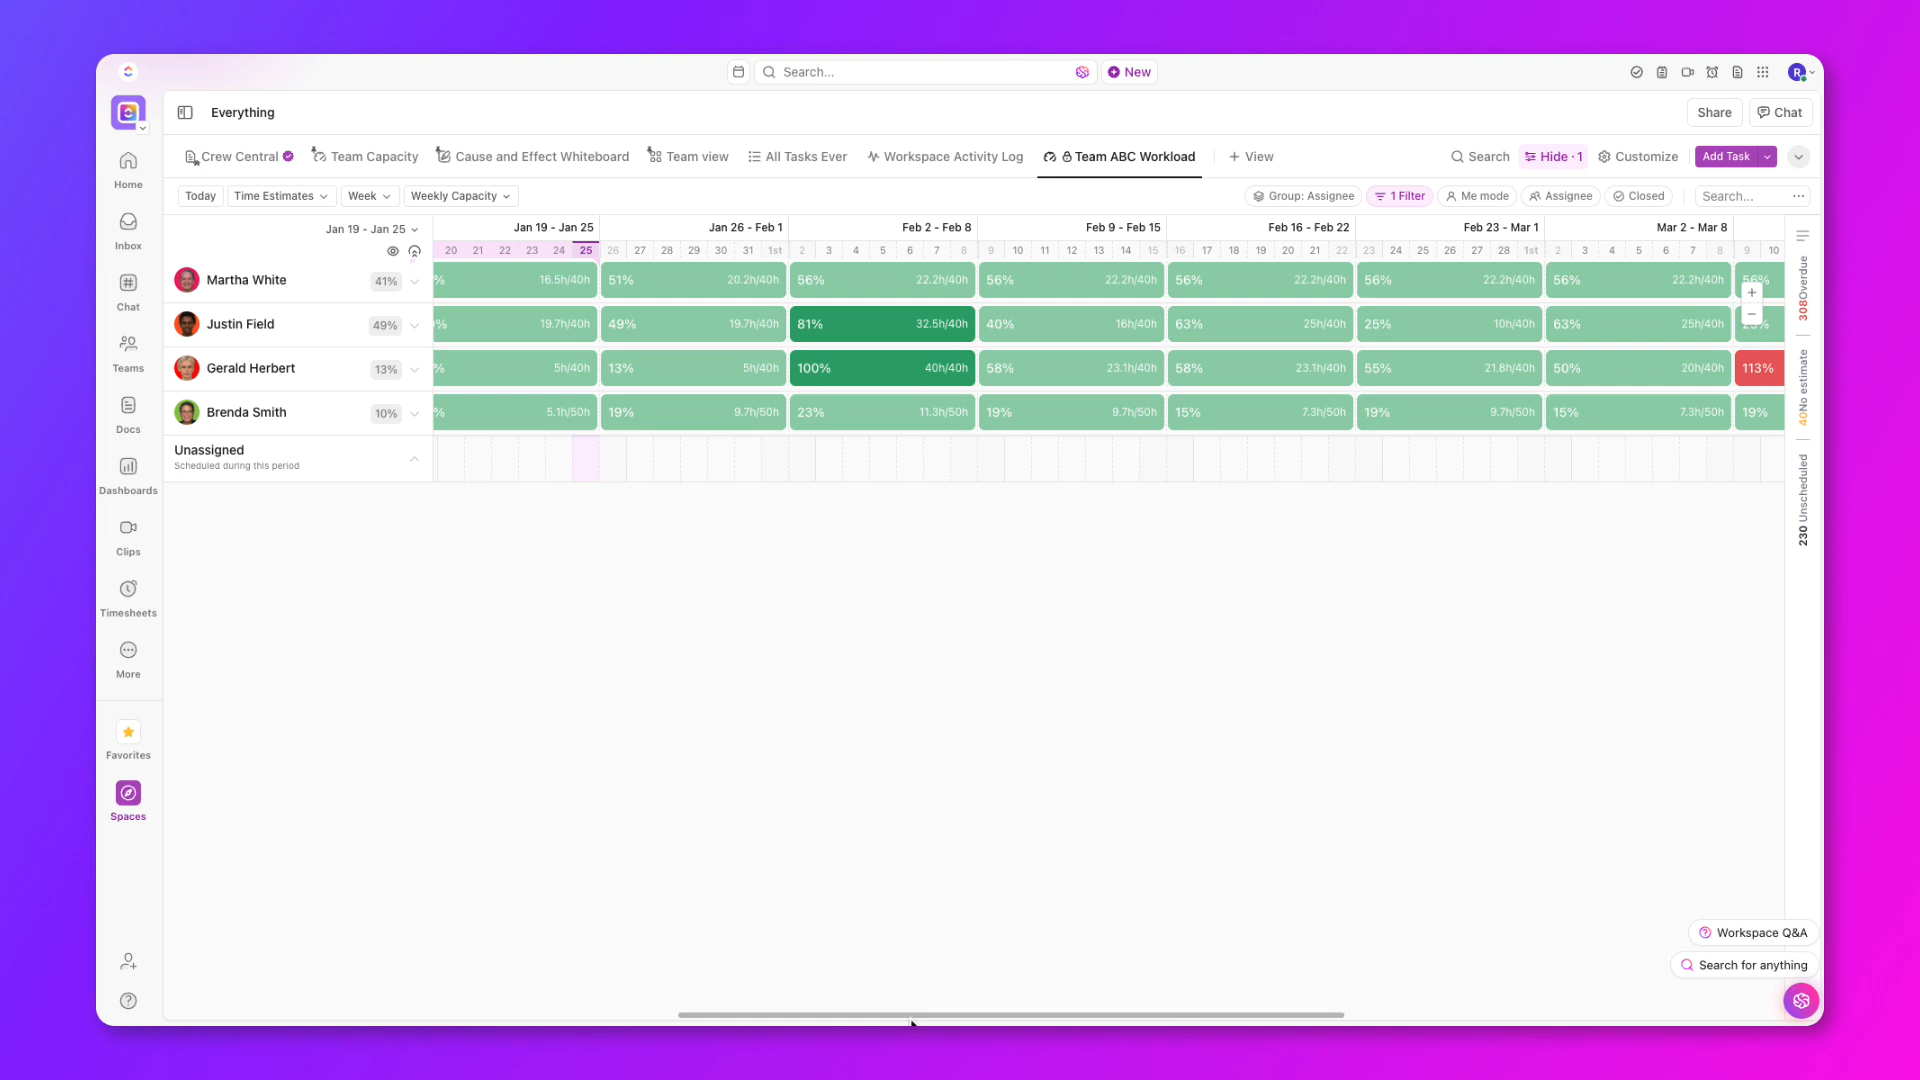 Search...
New
R
Everything
Share
Chat
Crew Central
Team Capacity
Cause and Effect Whiteboard
Team view
All Tasks Ever
Workspace Activity Log
Team ABC Workload
+ View
Search
Hide · 1
Customize
Add Task
Today
Time Estimates
Week
Weekly Capacity
Group: Assignee
1 Filter
Me mode
Assignee
Closed
Search...
Jan 19 - Jan 25
Jan 19 - Jan 25 Jan 26 - Feb 1 Feb 2 - Feb 8 Feb 9 - Feb 15 Feb 16 - Feb 22 Feb 23 - Mar 1 Mar 2 - Mar 8
20 21 22 23 24 25 26 27 28 29 30 31 1st 2 3 4 5 6 7 8 9 10 11 12 13 14 15 16 17 18 19 20 21 22 23 24 25 26 27 28 1st 2 3 4 5 6 7 8 9 10
Martha White 41% % 16.5h/40h 51% 20.2h/40h 56% 22.2h/40h 56% 22.2h/40h 56% 22.2h/40h 56% 22.2h/40h 56% 22.2h/40h 56%
Justin Field 49% % 19.7h/40h 49% 19.7h/40h 81% 32.5h/40h 40% 16h/40h 63% 25h/40h 25% 10h/40h 63% 25h/40h
Gerald Herbert 13% % 5h/40h 13% 5h/40h 100% 40h/40h 58% 23.1h/40h 58% 23.1h/40h 55% 21.8h/40h 50% 20h/40h 113%
Brenda Smith 10% % 5.1h/50h 19% 9.7h/50h 23% 11.3h/50h 19% 9.7h/50h 15% 7.3h/50h 19% 9.7h/50h 15% 7.3h/50h 19%
Unassigned
Scheduled during this period
308 Overdue
40 No estimate
230 Unscheduled
Home
Inbox
Chat
Teams
Docs
Dashboards
Clips
Timesheets
More
Favorites
Spaces
Workspace Q&A
Search for anything